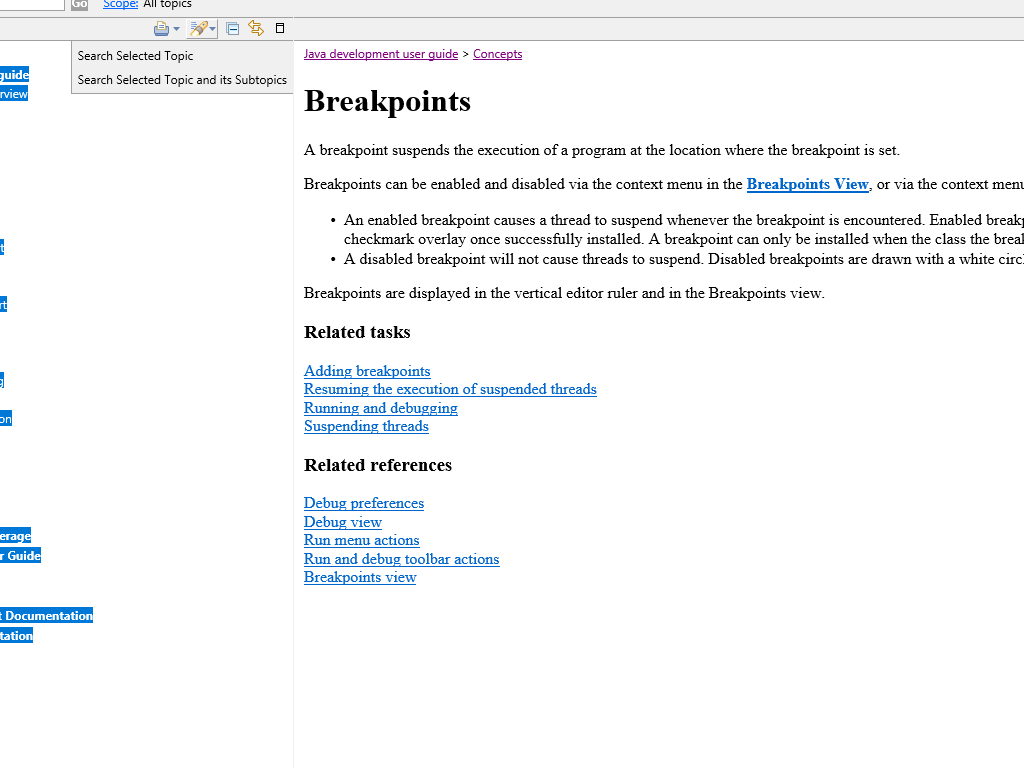 Go Scope: All topics
Search Selected Topic
Search Selected Topic and its Subtopics
guide
rview
t
rt
g
on
erage
r Guide
t Documentation
tation
Java development user guide > Concepts
Breakpoints
A breakpoint suspends the execution of a program at the location where the breakpoint is set.
Breakpoints can be enabled and disabled via the context menu in the Breakpoints View, or via the context menu
• An enabled breakpoint causes a thread to suspend whenever the breakpoint is encountered. Enabled breakp
checkmark overlay once successfully installed. A breakpoint can only be installed when the class the break
• A disabled breakpoint will not cause threads to suspend. Disabled breakpoints are drawn with a white circl
Breakpoints are displayed in the vertical editor ruler and in the Breakpoints view.
Related tasks
Adding breakpoints
Resuming the execution of suspended threads
Running and debugging
Suspending threads
Related references
Debug preferences
Debug view
Run menu actions
Run and debug toolbar actions
Breakpoints view